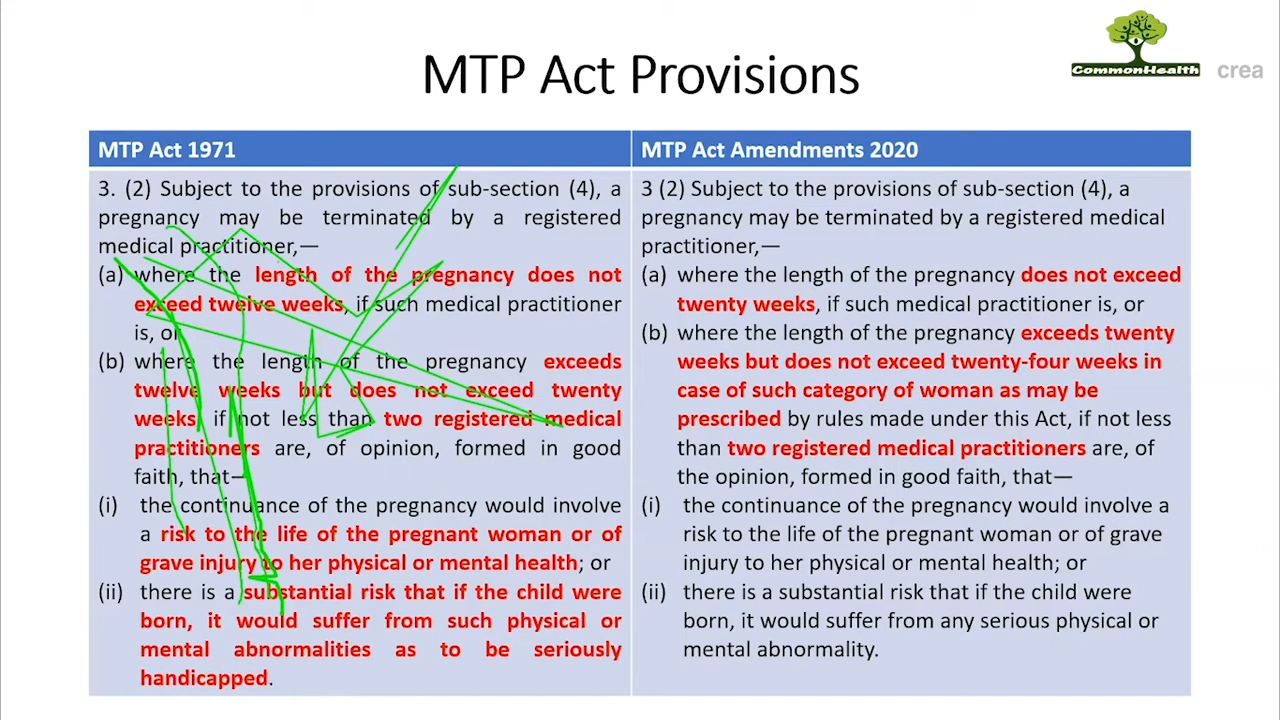 MTP Act Provisions
CommonHealth
crea
MTP Act 1971
3. (2) Subject to the provisions of sub-section (4), a
pregnancy may be terminated by a registered
medical practitioner,—
(a) where the length of the pregnancy does not
exceed twelve weeks, if such medical practitioner
is, or
(b) where the length of the pregnancy exceeds
twelve weeks but does not exceed twenty
weeks, if not less than two registered medical
practitioners are, of opinion, formed in good
faith, that—
(i) the continuance of the pregnancy would involve
a risk to the life of the pregnant woman or of
grave injury to her physical or mental health; or
(ii) there is a substantial risk that if the child were
born, it would suffer from such physical or
mental abnormalities as to be seriously
handicapped.
MTP Act Amendments 2020
3 (2) Subject to the provisions of sub-section (4), a
pregnancy may be terminated by a registered medical
practitioner,—
(a) where the length of the pregnancy does not exceed
twenty weeks, if such medical practitioner is, or
(b) where the length of the pregnancy exceeds twenty
weeks but does not exceed twenty-four weeks in
case of such category of woman as may be
prescribed by rules made under this Act, if not less
than two registered medical practitioners are, of
the opinion, formed in good faith, that—
(i) the continuance of the pregnancy would involve a
risk to the life of the pregnant woman or of grave
injury to her physical or mental health; or
(ii) there is a substantial risk that if the child were
born, it would suffer from any serious physical or
mental abnormality.